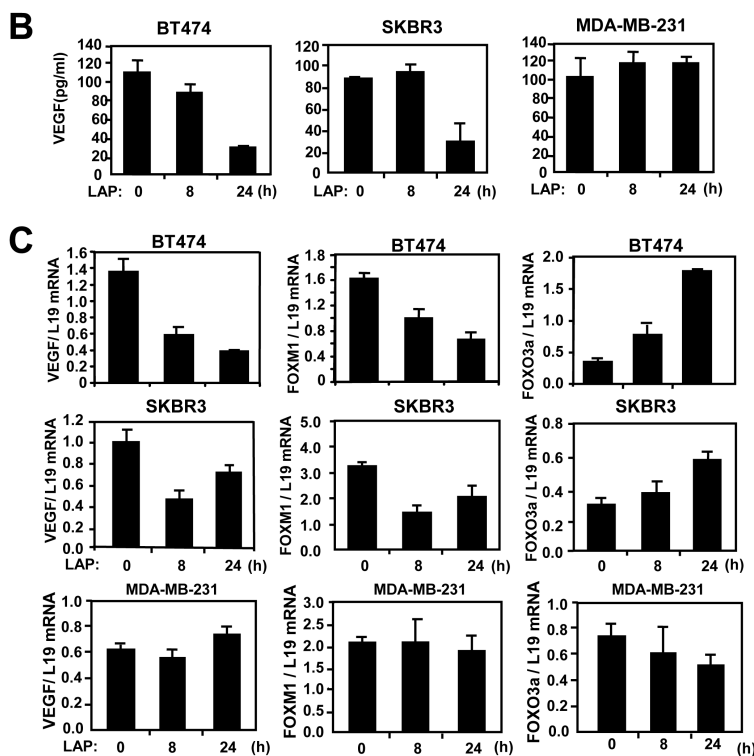 B
BT474
VEGF(pg/ml)
140
120
100
80
60
40
20
0
LAP: 0 8 24 (h)
SKBR3
100
80
60
40
20
0
LAP: 0 8 24 (h)
MDA-MB-231
140
120
100
80
60
40
20
0
LAP: 0 8 24 (h)
C
BT474
VEGF/ L19 mRNA
1.6
1.4
1.2
1.0
0.8
0.6
0.4
0.2
0
BT474
FOXM1 / L19 mRNA
1.8
1.6
1.2
0.8
0.4
0
BT474
FOXO3a / L19 mRNA
2.0
1.5
1.0
0.5
0.0
SKBR3
VEGF/ L19 mRNA
1.2
1.0
0.8
0.6
0.4
0.2
0.0
LAP: 0 8 24 (h)
SKBR3
FOXM1 / L19 mRNA
5.0
4.0
3.0
2.0
1.0
0.0
0 8 24 (h)
SKBR3
FOXO3a / L19 mRNA
0.8
0.6
0.4
0.2
0.0
0 8 24 (h)
MDA-MB-231
VEGF/ L19 mRNA
1.0
0.8
0.6
0.4
0.2
0.0
LAP: 0 8 24 (h)
MDA-MB-231
FOXM1 / L19 mRNA
3.0
2.5
2.0
1.5
1.0
0.5
0.0
0 8 24 (h)
MDA-MB-231
FOXO3a / L19 mRNA
1.0
0.8
0.6
0.4
0.2
0.0
0 8 24 (h)